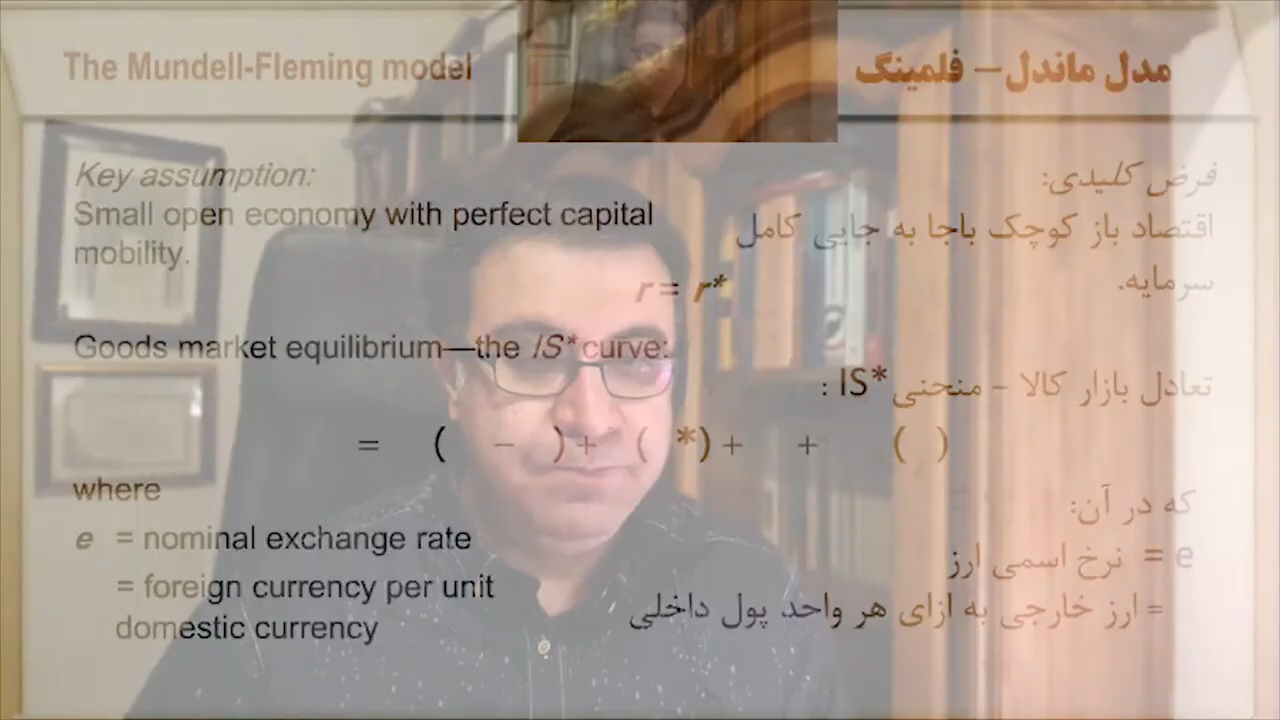 The Mundell-Fleming model
مدل ماندل – فلمینگ
Key assumption:
Small open economy with perfect capital
mobility.
فرض کلیدی:
اقتصاد باز کوچک باجا به جایی کامل
سرمایه.
r = r*
Goods market equilibrium—the IS* curve:
تعادل بازار کالا - منحنی IS* :
= ( − ) + ( *) + + ( )
where
e = nominal exchange rate
= foreign currency per unit
domestic currency
که در آن:
e = نرخ اسمی ارز
= ارز خارجی به ازای هر واحد پول داخلی